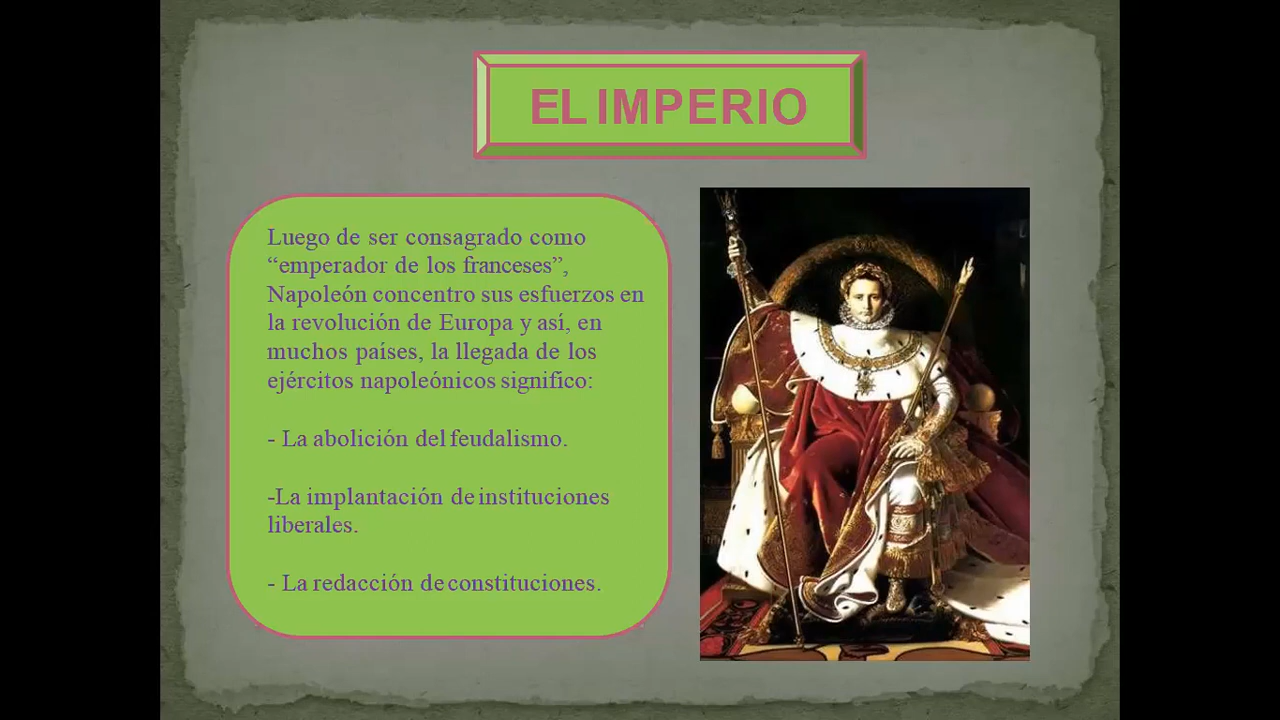 EL IMPERIO
Luego de ser consagrado como
“emperador de los franceses”,
Napoleón concentro sus esfuerzos en
la revolución de Europa y así, en
muchos países, la llegada de los
ejércitos napoleónicos significo:
- La abolición del feudalismo.
-La implantación de instituciones
liberales.
- La redacción de constituciones.